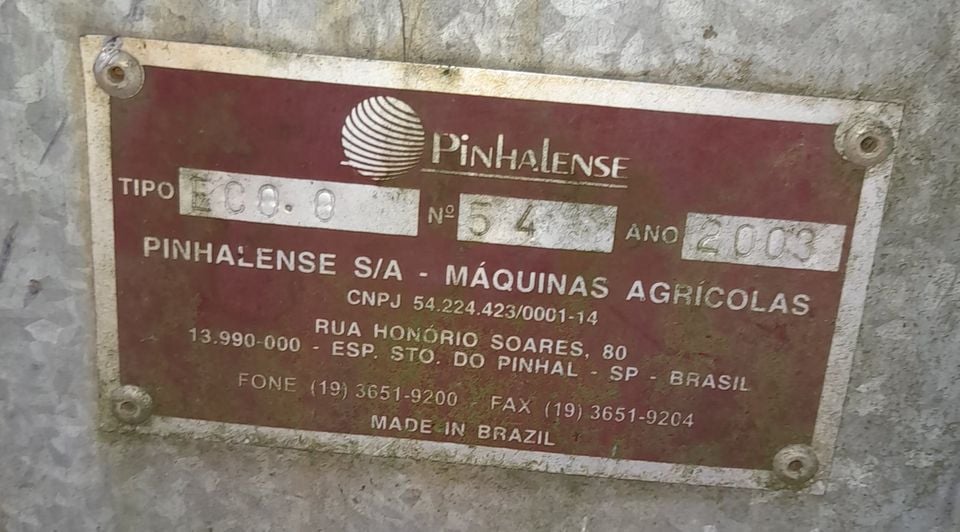 PINHALENSE
TIPO ECO.0 Nº 54 ANO 2003
PINHALENSE S/A - MÁQUINAS AGRÍCOLAS
CNPJ 54.224.423/0001-14
RUA HONÓRIO SOARES, 80
13.990-000 - ESP. STO. DO PINHAL - SP - BRASIL
FONE (19) 3651-9200 - FAX (19) 3651-9204
MADE IN BRAZIL